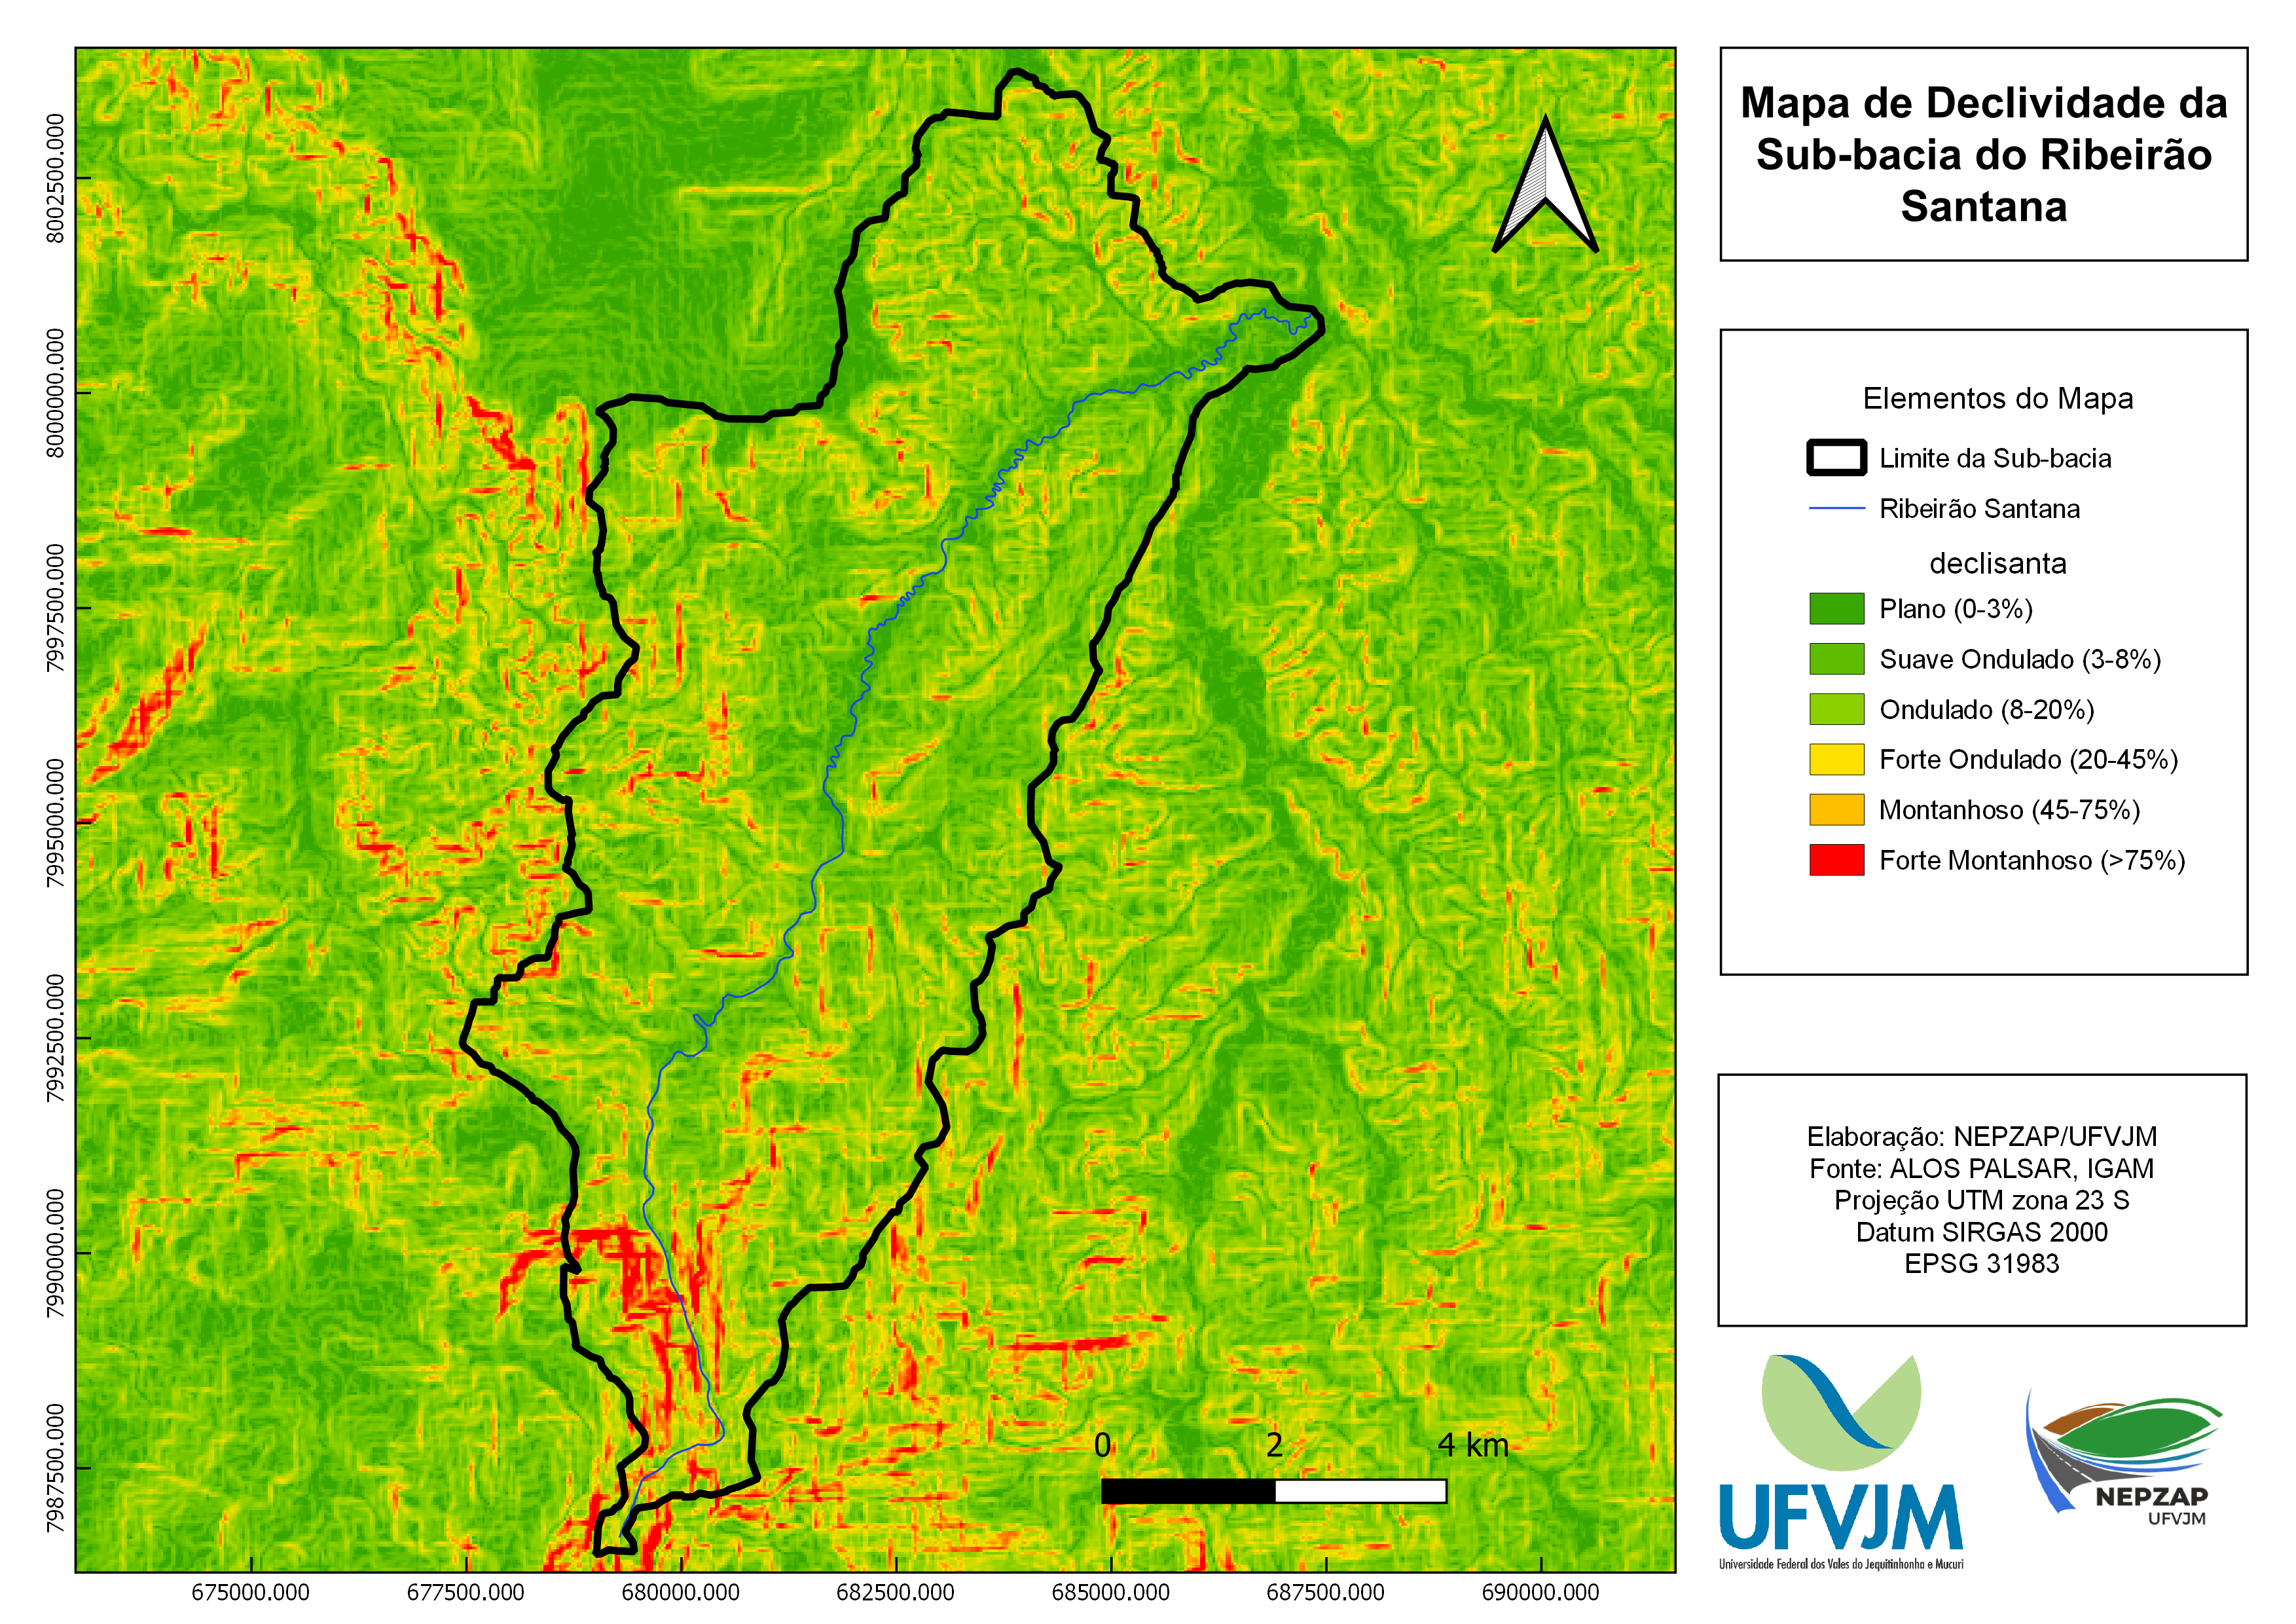 Mapa de Declividade da
Sub-bacia do Ribeirão
Santana
Elementos do Mapa
Limite da Sub-bacia
Ribeirão Santana
declisanta
Plano (0-3%)
Suave Ondulado (3-8%)
Ondulado (8-20%)
Forte Ondulado (20-45%)
Montanhoso (45-75%)
Forte Montanhoso (>75%)
Elaboração: NEPZAP/UFVJM
Fonte: ALOS PALSAR, IGAM
Projeção UTM zona 23 S
Datum SIRGAS 2000
EPSG 31983
UFVJM
Universidade Federal dos Vales do Jequitinhonha e Mucuri
NEPZAP
UFVJM
0 2 4 km
8002500.000
8000000.000
7997500.000
7995000.000
7992500.000
7990000.000
7987500.000
675000.000 677500.000 680000.000 682500.000 685000.000 687500.000 690000.000